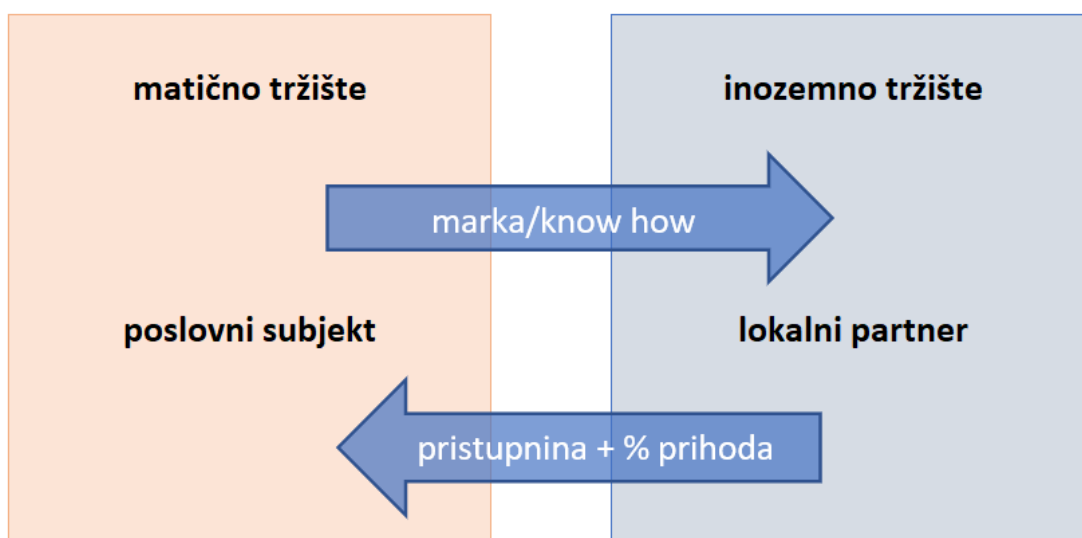 matično tržište
inozemno tržište
marka/know how
poslovni subjekt
lokalni partner
pristupnina + % prihoda